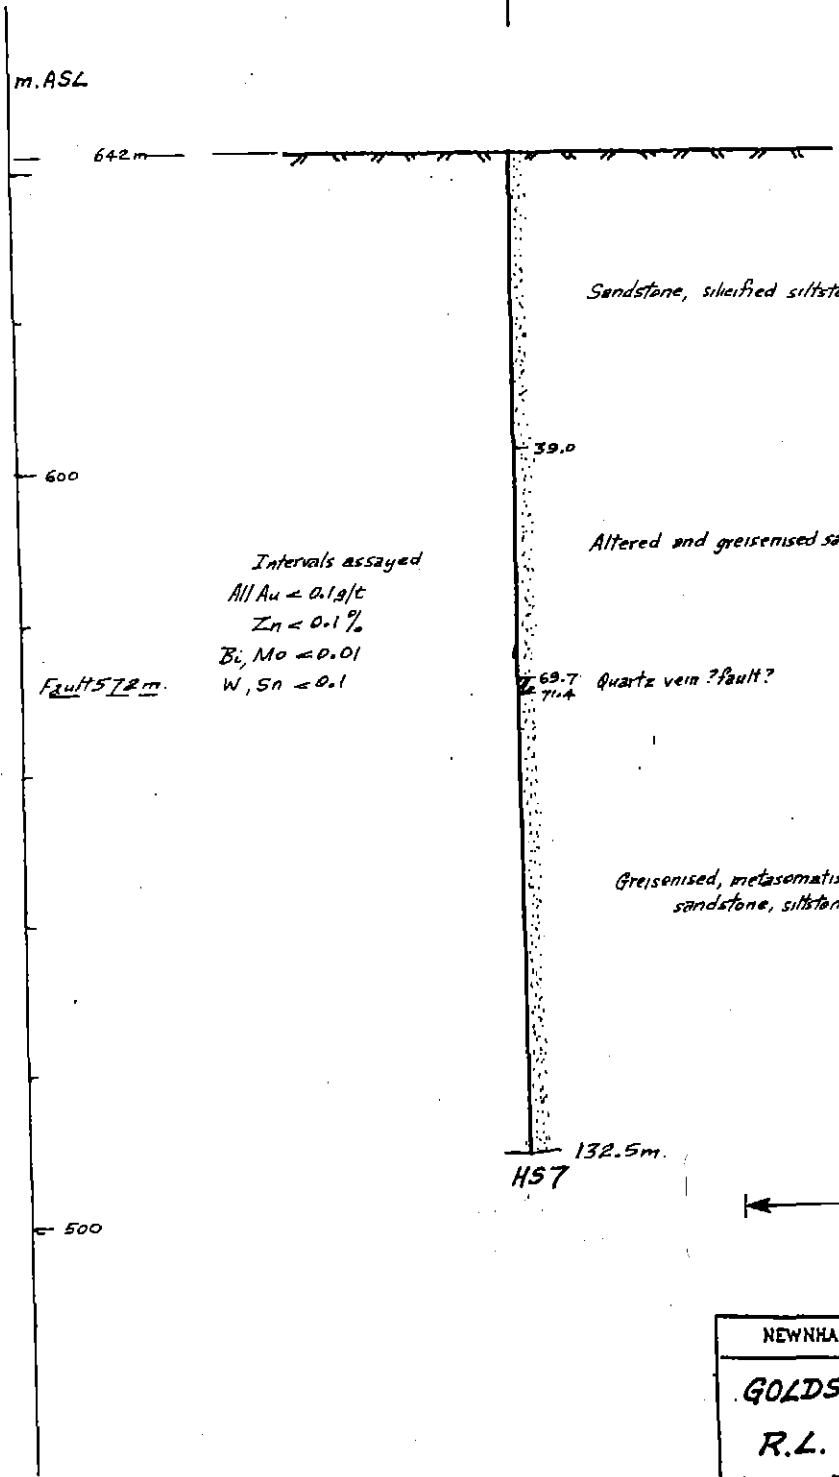 m.ASL
642m
Sandstone, silicified siltsto
39.0
600
Altered and greisenised sa
Intervals assayed
All Au < 0.1g/t
Zn < 0.1%
Bi, Mo < 0.01
W, Sn < 0.1
Fault 572m.
69.7
71.4
Quartz vein ?fault?
Greisenised, metasomatis
sandstone, siltston
132.5m.
HS7
500
NEWNHA
GOLDS
R.L.